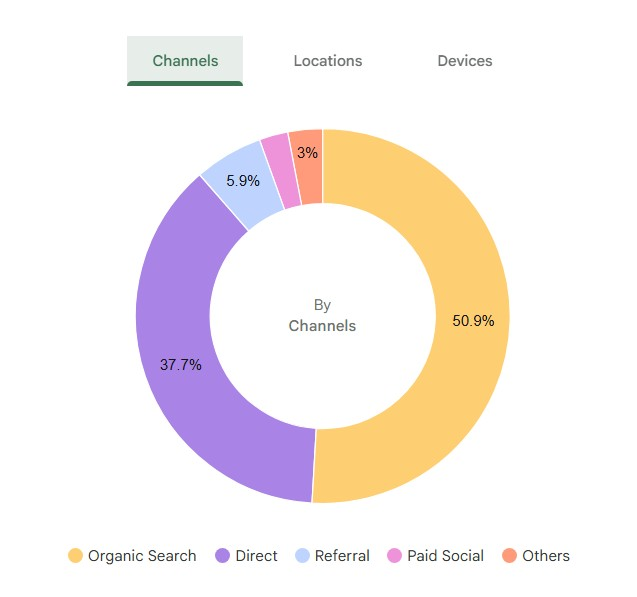 Channels Locations Devices
3%
5.9%
By
Channels
50.9%
37.7%
Organic Search Direct Referral Paid Social Others